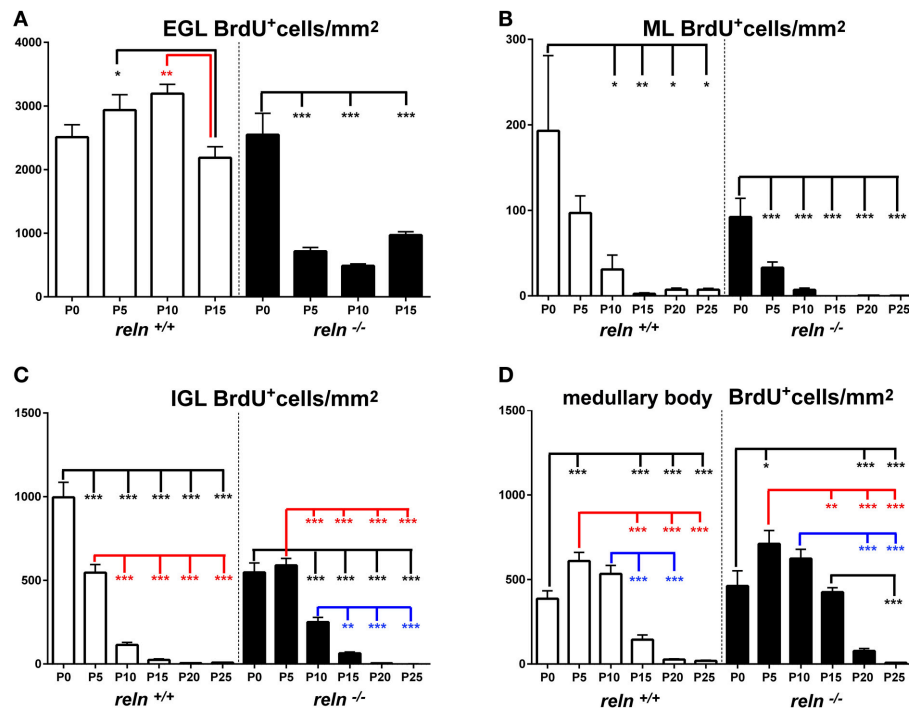 A
EGL BrdU+cells/mm2
4000
3000
2000
1000
0
* ** *** *** ***
P0 P5 P10 P15 P0 P5 P10 P15
reln +/+ reln -/-
B
ML BrdU+cells/mm2
300
200
100
0
* ** * *
*** *** *** *** ***
P0 P5 P10 P15 P20 P25 P0 P5 P10 P15 P20 P25
reln +/+ reln -/-
C
IGL BrdU+cells/mm2
1500
1000
500
0
*** *** *** ***
*** *** *** *** ***
*** *** *** *** *** *** *** ***
** *** ***
P0 P5 P10 P15 P20 P25 P0 P5 P10 P15 P20 P25
reln +/+ reln -/-
D
medullary body BrdU+cells/mm2
1500
1000
500
0
*** *** *** *** * *** ***
*** *** *** ** *** ***
*** *** *** ***
***
P0 P5 P10 P15 P20 P25 P0 P5 P10 P15 P20 P25
reln +/+ reln -/-